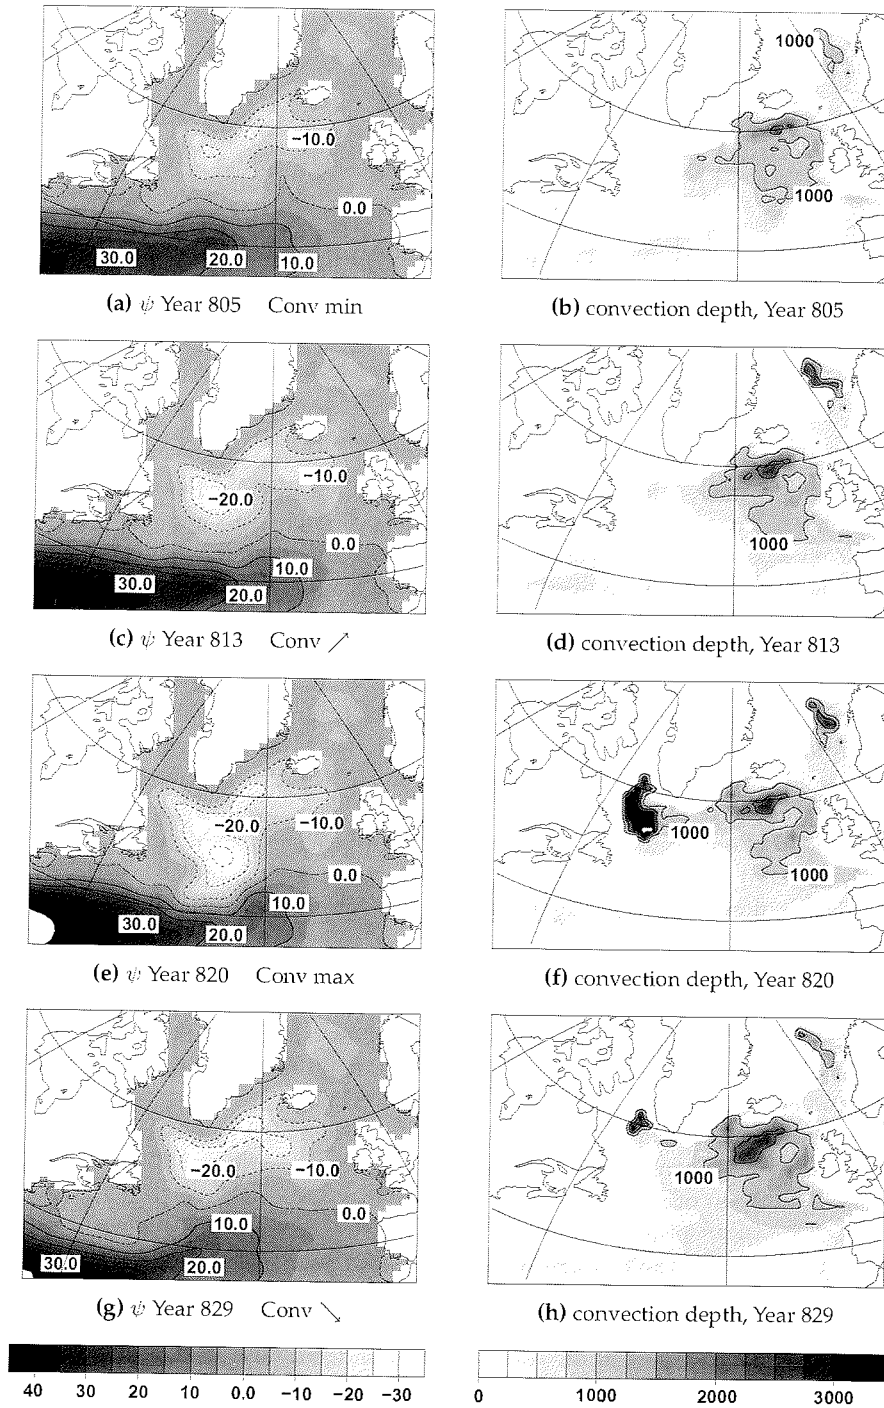 −10.0
0.0
30.0
20.0
10.0
1000
1000
(a) ψ Year 805 Conv min
(b) convection depth, Year 805
−10.0
−20.0
0.0
10.0
30.0
20.0
1000
(c) ψ Year 813 Conv ↗
(d) convection depth, Year 813
−20.0
−10.0
0.0
10.0
30.0
20.0
1000
1000
(e) ψ Year 820 Conv max
(f) convection depth, Year 820
−20.0
−10.0
0.0
10.0
30.0
20.0
1000
(g) ψ Year 829 Conv ↘
(h) convection depth, Year 829
40 30 20 10 0.0 −10 −20 −30
0 1000 2000 3000